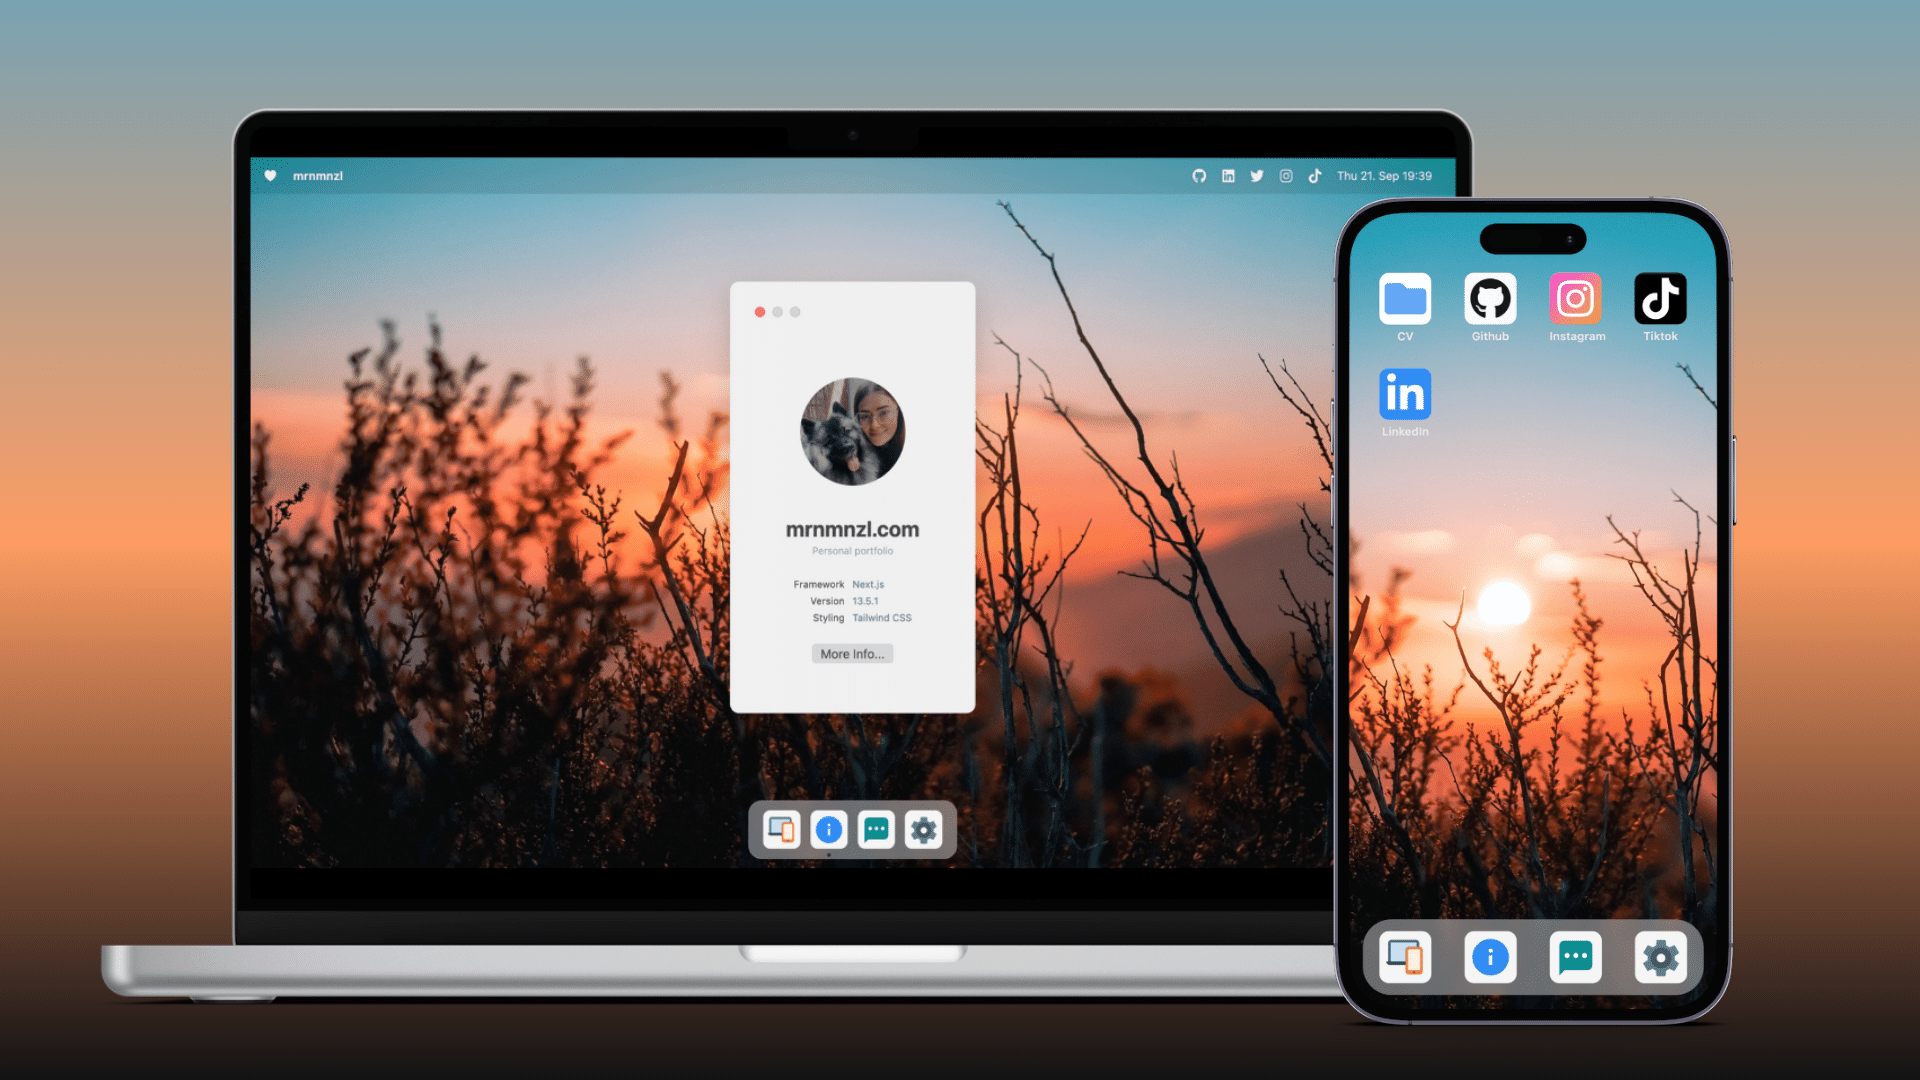 mrnmnzl
Thu 21. Sep 19:39
mrnmnzl.com
Personal portfolio
Framework Next.js
Version 13.5.1
Styling Tailwind CSS
More Info...
CV
Github
Instagram
Tiktok
in
LinkedIn